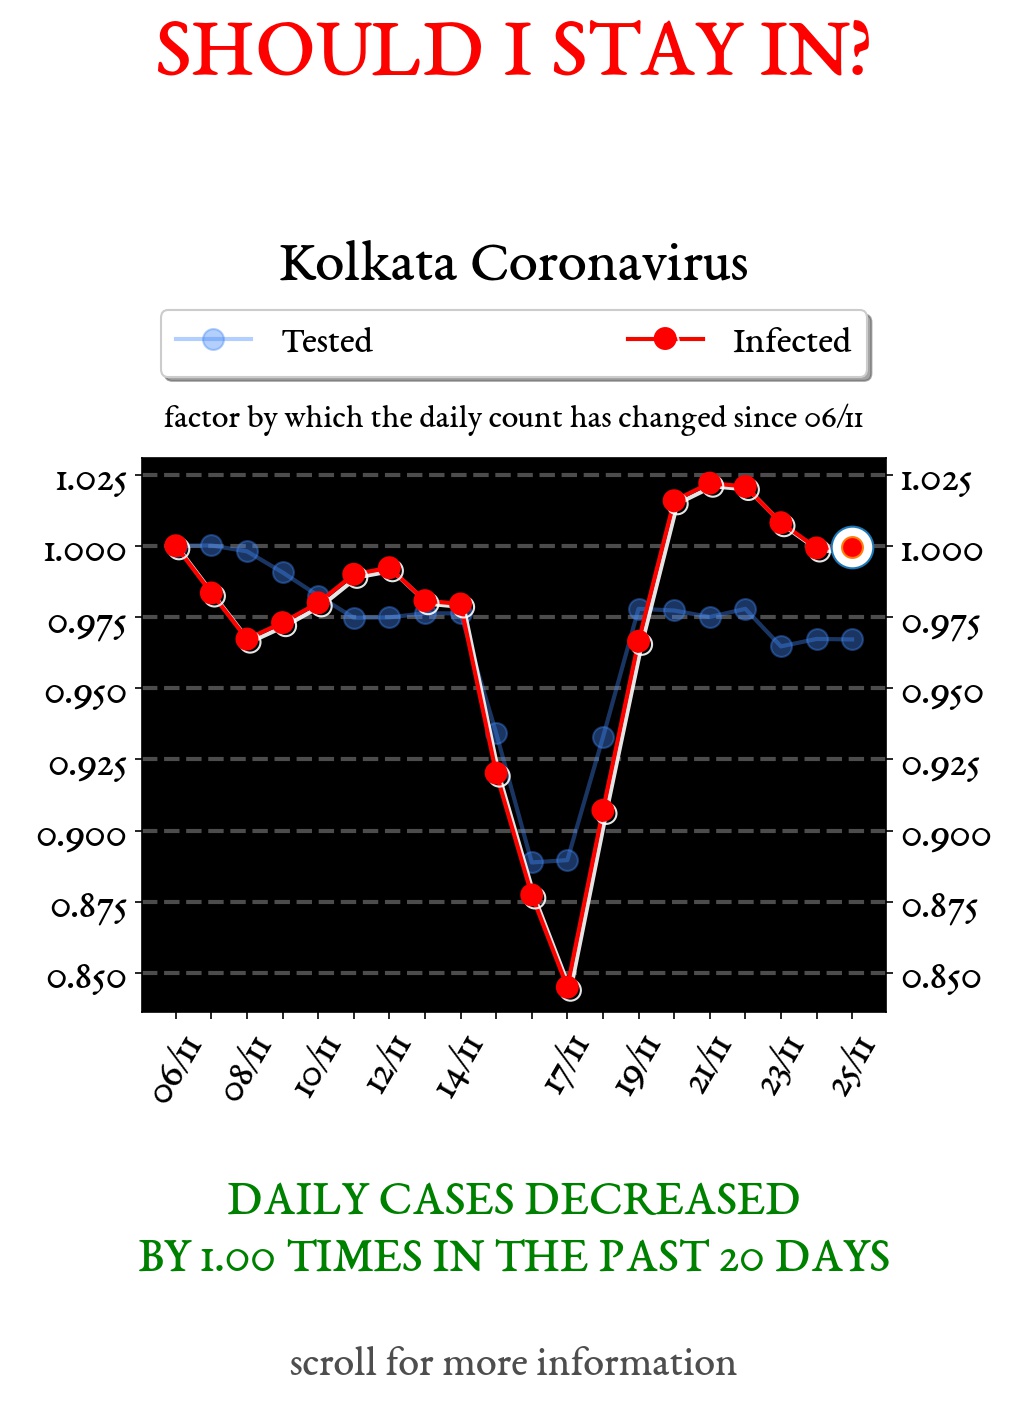 SHOULD I STAY IN?
Kolkata Coronavirus
Tested Infected
factor by which the daily count has changed since 06/11
1.025 1.025
1.000 1.000
0.975 0.975
0.950 0.950
0.925 0.925
0.900 0.900
0.875 0.875
0.850 0.850
06/11 08/11 10/11 12/11 14/11 17/11 19/11 21/11 23/11 25/11
DAILY CASES DECREASED
BY 1.00 TIMES IN THE PAST 20 DAYS
scroll for more information